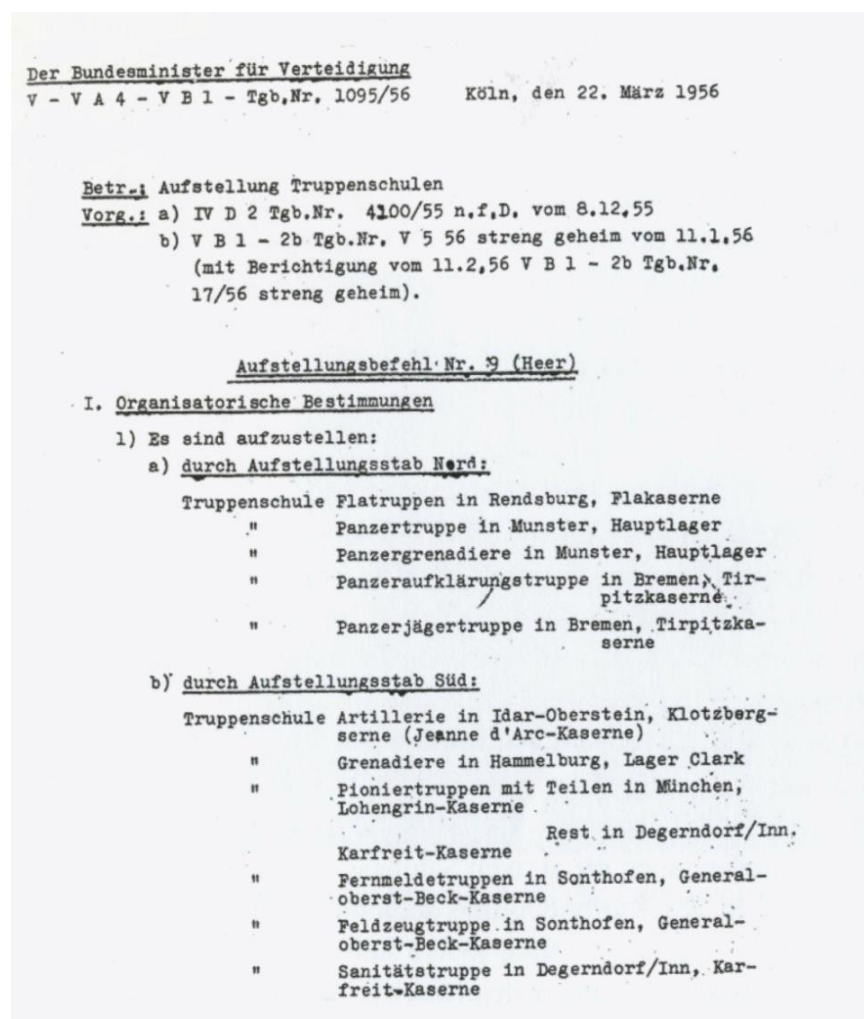 Der Bundesminister für Verteidigung
V - V A 4 - V B 1 - Tgb.Nr. 1095/56 Köln, den 22. März 1956
Betr.: Aufstellung Truppenschulen
Vorg.: a) IV D 2 Tgb.Nr. 4100/55 n.f.D. vom 8.12.55
b) V B 1 - 2b Tgb.Nr. V 5 56 streng geheim vom 11.1.56
(mit Berichtigung vom 11.2.56 V B 1 - 2b Tgb.Nr.
17/56 streng geheim).
Aufstellungsbefehl Nr. 9 (Heer)
I. Organisatorische Bestimmungen
1) Es sind aufzustellen:
a) durch Aufstellungsstab Nord:
Truppenschule Flatruppen in Rendsburg, Flakaserne
" Panzertruppe in Munster, Hauptlager
" Panzergrenadiere in Munster, Hauptlager
" Panzeraufklärungstruppe in Bremen, Tir-
pitzkaserne
" Panzerjägertruppe in Bremen, Tirpitzka-
serne
b) durch Aufstellungsstab Süd:
Truppenschule Artillerie in Idar-Oberstein, Klotzberg-
serne (Jeanne d'Arc-Kaserne)
" Grenadiere in Hammelburg, Lager Clark
" Pioniertruppen mit Teilen in München,
Lohengrin-Kaserne
Rest in Degerndorf/Inn.
Karfreit-Kaserne
" Fernmeldetruppen in Sonthofen, General-
oberst-Beck-Kaserne
" Feldzeugtruppe in Sonthofen, General-
oberst-Beck-Kaserne
" Sanitätstruppe in Degerndorf/Inn, Kar-
freit-Kaserne